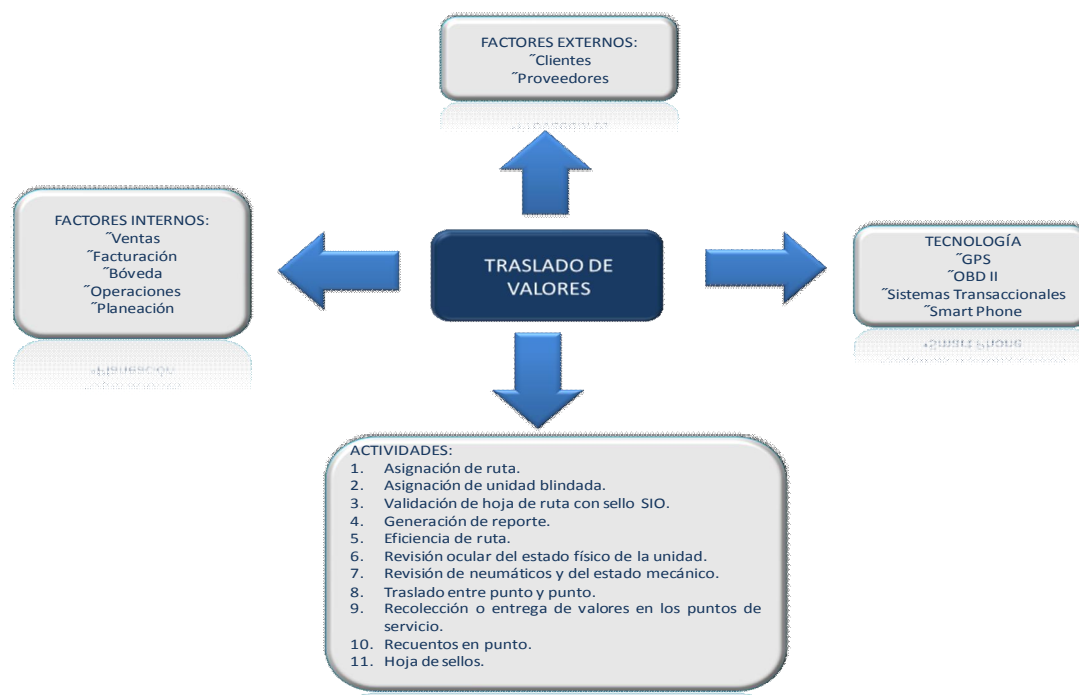 FACTORES EXTERNOS:
˝Clientes
˝Proveedores
FACTORES INTERNOS:
˝Ventas
˝Facturación
˝Bóveda
˝Operaciones
˝Planeación
TRASLADO DE
VALORES
TECNOLOGÍA
˝GPS
˝OBD II
˝Sistemas Transaccionales
˝Smart Phone
ACTIVIDADES:
1. Asignación de ruta.
2. Asignación de unidad blindada.
3. Validación de hoja de ruta con sello SIO.
4. Generación de reporte.
5. Eficiencia de ruta.
6. Revisión ocular del estado físico de la unidad.
7. Revisión de neumáticos y del estado mecánico.
8. Traslado entre punto y punto.
9. Recolección o entrega de valores en los puntos de
servicio.
10. Recuentos en punto.
11. Hoja de sellos.